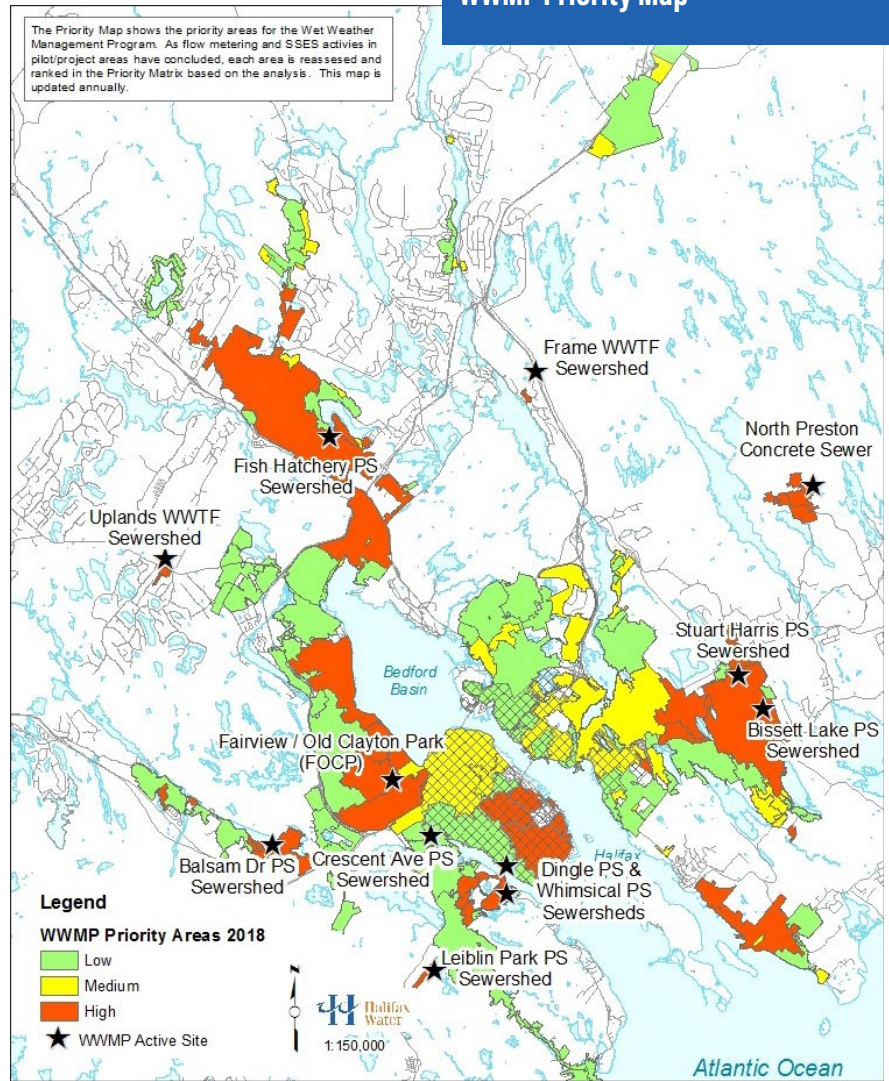 WWMP Priority Map
The Priority Map shows the priority areas for the Wet Weather
Management Program. As flow metering and SSES activies in
pilot/project areas have concluded, each area is reassesed and
ranked in the Priority Matrix based on the analysis. This map is
updated annually.
Frame WWTF
Sewershed
North Preston
Concrete Sewer
Fish Hatchery PS
Sewershed
Uplands WWTF
Sewershed
Stuart Harris PS
Sewershed
Bedford
Basin
Bissett Lake PS
Sewershed
Fairview / Old Clayton Park
(FOCP)
Balsam Dr PS
Sewershed
Crescent Ave PS
Sewershed
Halifax
Dingle PS &
Whimsical PS
Sewersheds
Leiblin Park PS
Sewershed
Legend
WWMP Priority Areas 2018
Low
Medium
High
WWMP Active Site
N
Halifax
Water
1:150,000
Atlantic Ocean